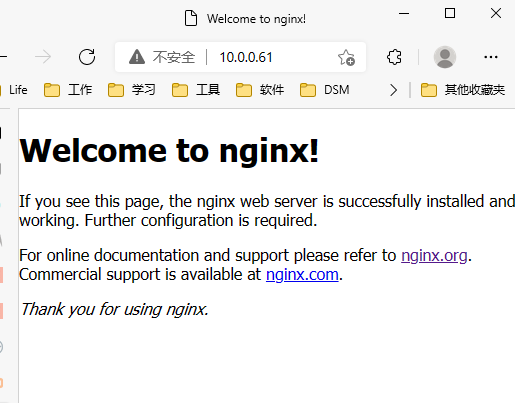 Welcome to nginx!
不安全 10.0.0.61
Life 工作 学习 工具 软件 DSM 其他收藏夹
Welcome to nginx!
If you see this page, the nginx web server is successfully installed and
working. Further configuration is required.
For online documentation and support please refer to nginx.org.
Commercial support is available at nginx.com.
Thank you for using nginx.